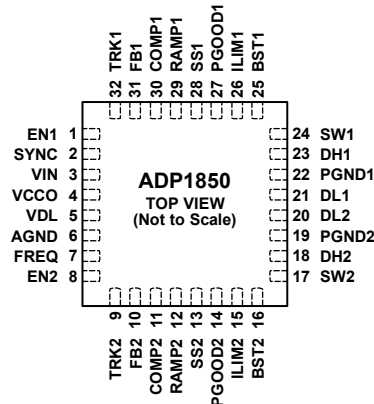 32 TRK1
31 FB1
30 COMP1
29 RAMP1
28 SS1
27 PGOOD1
26 ILIM1
25 BST1
EN1 1
SYNC 2
VIN 3
VCCO 4
VDL 5
AGND 6
FREQ 7
EN2 8
ADP1850
TOP VIEW
(Not to Scale)
24 SW1
23 DH1
22 PGND1
21 DL1
20 DL2
19 PGND2
18 DH2
17 SW2
TRK2 9
FB2 10
COMP2 11
RAMP2 12
SS2 13
PGOOD2 14
ILIM2 15
BST2 16